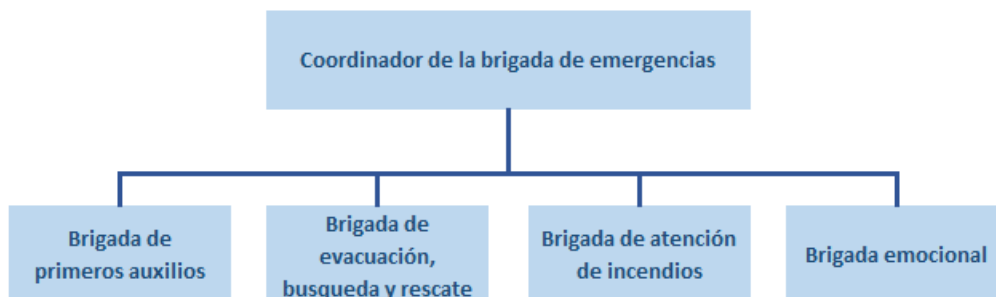 Coordinador de la brigada de emergencias
Brigada de
primeros auxilios
Brigada de
evacuación,
busqueda y rescate
Brigada de atención
de incendios
Brigada emocional